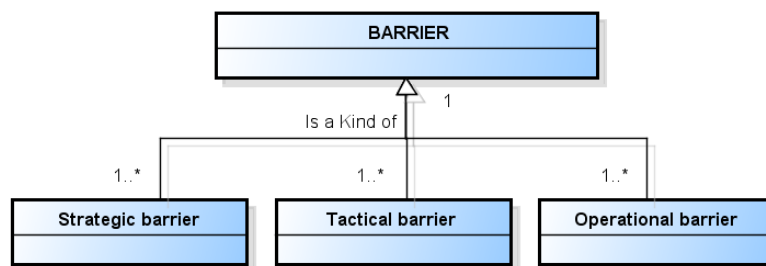 BARRIER
1
Is a Kind of
1..* 1..* 1..*
Strategic barrier Tactical barrier Operational barrier